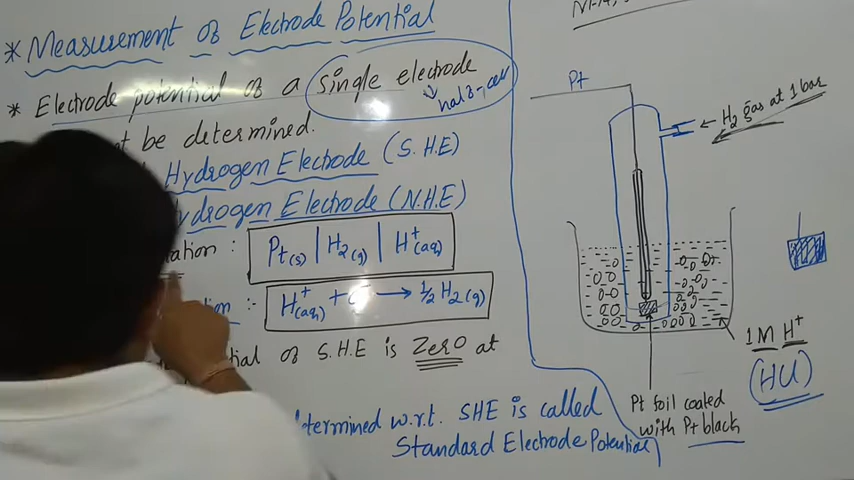 * Measurement of Electrode Potential
* Electrode potential of a single electrode
half-cell
not be determined.
Hydrogen Electrode (S.H.E)
Hydrogen Electrode (N.H.E)
Pt(s) | H2(g) | H+(aq)
:- H+(aq) + e- → 1/2 H2(g)
of S.H.E is Zero at
determined w.r.t. SHE is called
Standard Electrode Potential
Pt
← H2 gas at 1 bar
1M H+
(HCl)
Pt foil coated
with Pt black